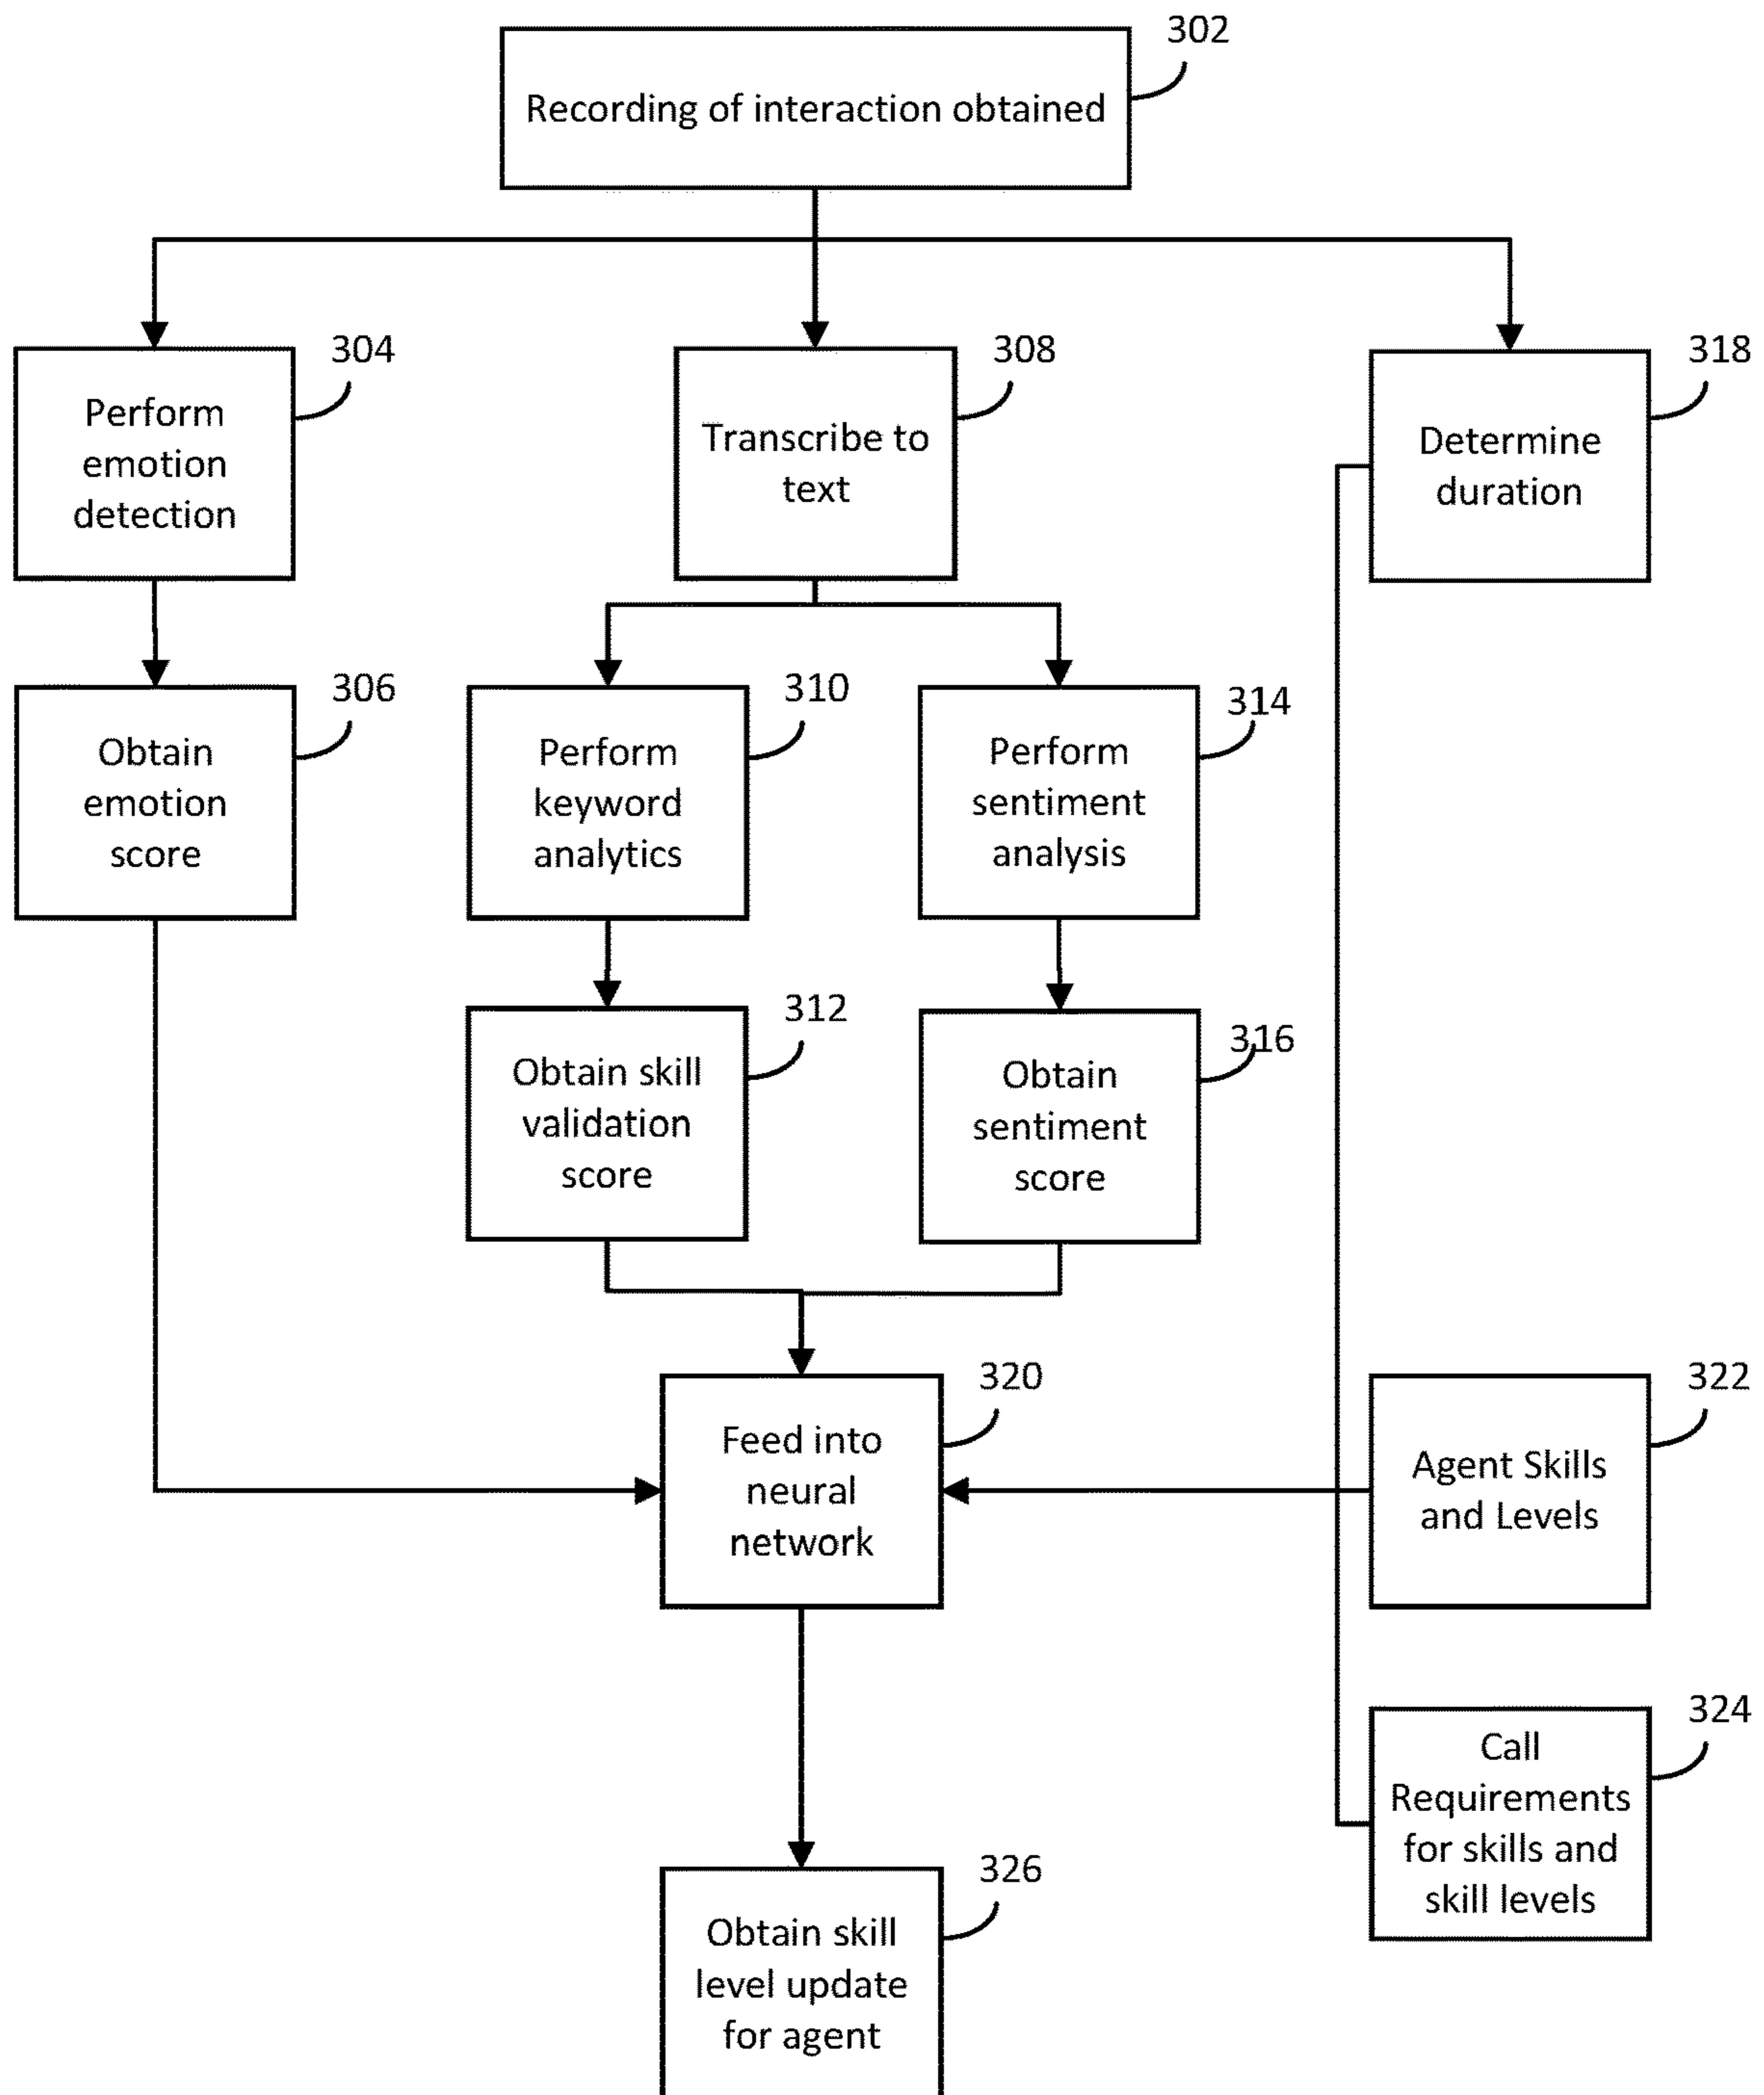 302
Recording of interaction obtained
304
Perform
emotion
detection
308
Transcribe to
text
318
Determine
duration
306
Obtain
emotion
score
310
Perform
keyword
analytics
314
Perform
sentiment
analysis
312
Obtain skill
validation
score
316
Obtain
sentiment
score
320
Feed into
neural
network
322
Agent Skills
and Levels
324
Call
Requirements
for skills and
skill levels
326
Obtain skill
level update
for agent